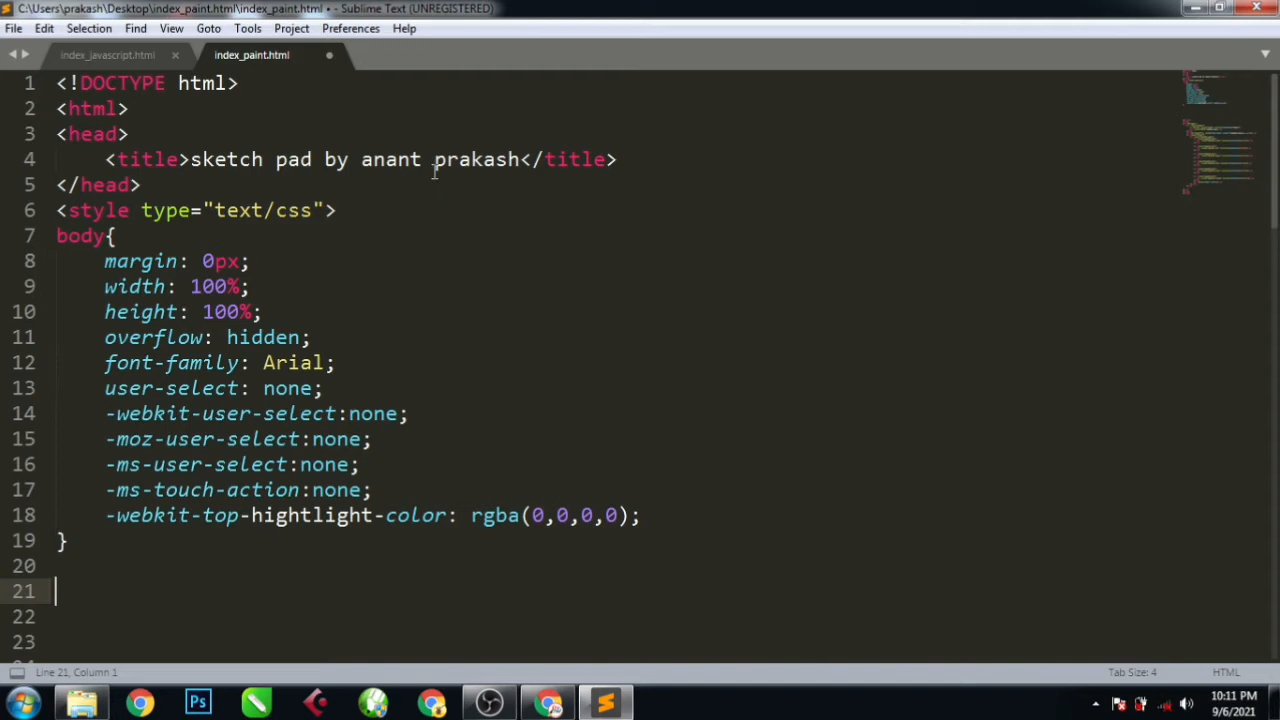 C:\Users\prakash\Desktop\index_paint.html\index_paint.html • - Sublime Text (UNREGISTERED)
File Edit Selection Find View Goto Tools Project Preferences Help
index_javascript.html index_paint.html
1 <!DOCTYPE html>
2 <html>
3 <head>
4 <title>sketch pad by anant prakash</title>
5 </head>
6 <style type="text/css">
7 body{
8 margin: 0px;
9 width: 100%;
10 height: 100%;
11 overflow: hidden;
12 font-family: Arial;
13 user-select: none;
14 -webkit-user-select:none;
15 -moz-user-select:none;
16 -ms-user-select:none;
17 -ms-touch-action:none;
18 -webkit-top-hightlight-color: rgba(0,0,0,0);
19 }
20
21
22
23
Line 21, Column 1 Tab Size: 4 HTML
Ps 10:11 PM
9/6/2021